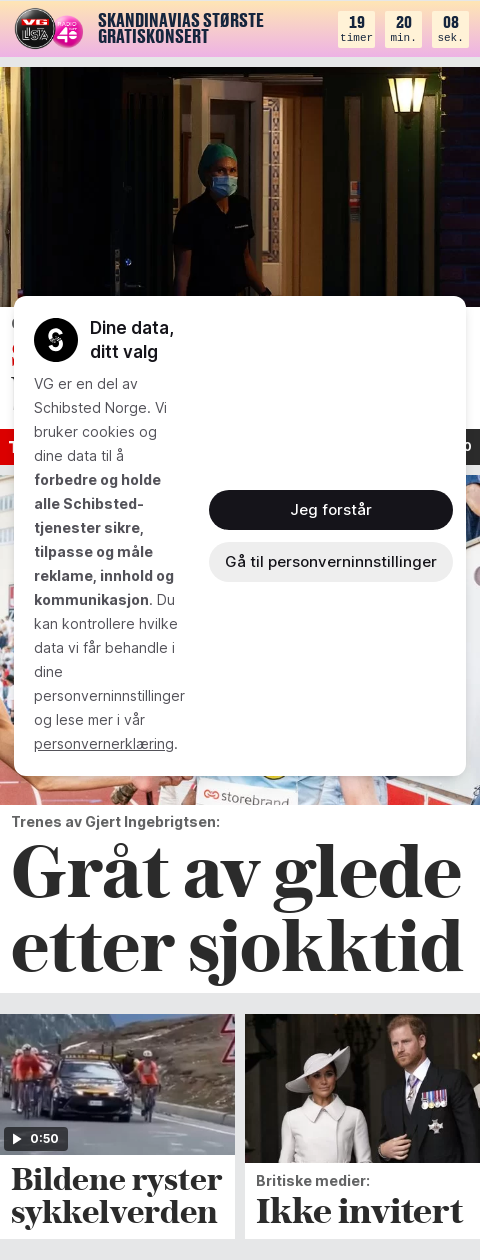 VG
LISTA
RADIO
40
SKANDINAVIAS STØRSTE
GRATISKONSERT
19 20 08
timer min. sek.
Dine data,
ditt valg
VG er en del av
Schibsted Norge. Vi
bruker cookies og
dine data til å
forbedre og holde
alle Schibsted-
tjenester sikre,
tilpasse og måle
reklame, innhold og
kommunikasjon. Du
kan kontrollere hvilke
data vi får behandle i
dine
personverninnstillinger
og lese mer i vår
personvernerklæring.
Jeg forstår
Gå til personverninnstillinger
storebrand
Trenes av Gjert Ingebrigtsen:
Gråt av glede
etter sjokktid
0:50
Bildene ryster
sykkelverden
Britiske medier:
Ikke invitert